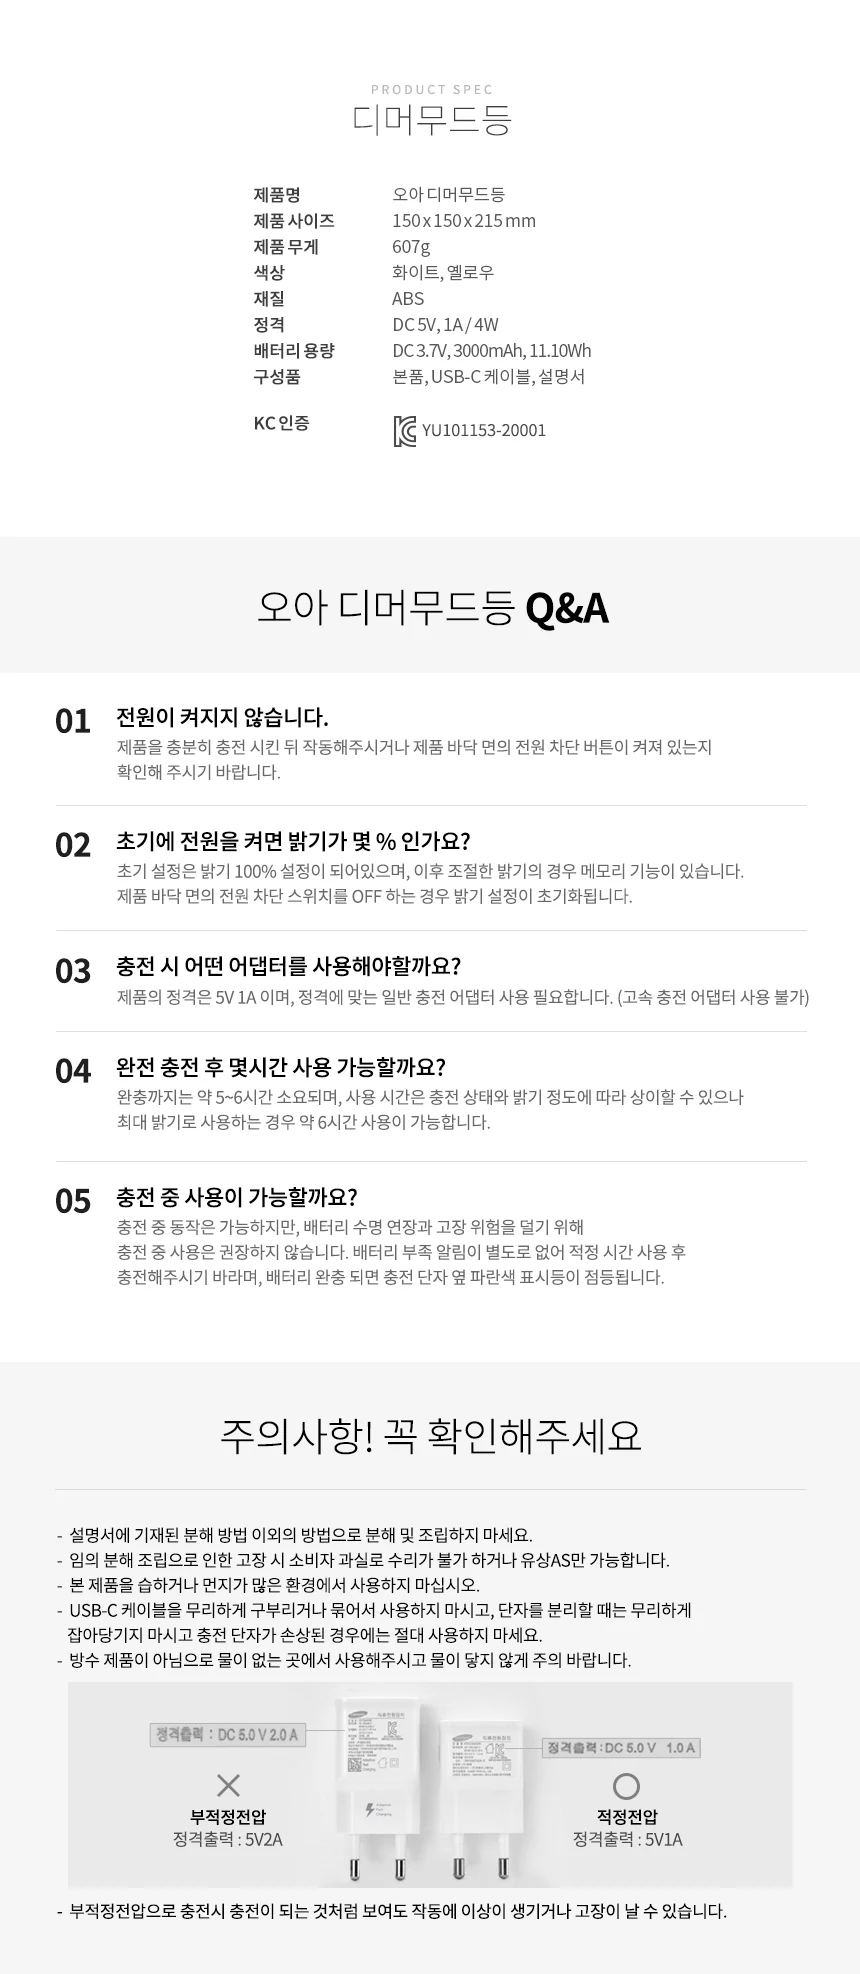 PRODUCT SPEC
디머무드등
제품명 오아 디머무드등
제품 사이즈 150 x 150 x 215 mm
제품 무게 607g
색상 화이트, 옐로우
재질 ABS
정격 DC 5V, 1A / 4W
배터리 용량 DC 3.7V, 3000mAh, 11.10Wh
구성품 본품, USB-C 케이블, 설명서
KC 인증 YU101153-20001
오아 디머무드등 Q&A
01 전원이 켜지지 않습니다.
제품을 충분히 충전 시킨 뒤 작동해주시거나 제품 바닥 면의 전원 차단 버튼이 켜져 있는지
확인해 주시기 바랍니다.
02 초기에 전원을 켜면 밝기가 몇 % 인가요?
초기 설정은 밝기 100% 설정이 되어있으며, 이후 조절한 밝기의 경우 메모리 기능이 있습니다.
제품 바닥 면의 전원 차단 스위치를 OFF 하는 경우 밝기 설정이 초기화됩니다.
03 충전 시 어떤 어댑터를 사용해야할까요?
제품의 정격은 5V 1A 이며, 정격에 맞는 일반 충전 어댑터 사용 필요합니다. (고속 충전 어댑터 사용 불가)
04 완전 충전 후 몇시간 사용 가능할까요?
완충까지는 약 5~6시간 소요되며, 사용 시간은 충전 상태와 밝기 정도에 따라 상이할 수 있으나
최대 밝기로 사용하는 경우 약 6시간 사용이 가능합니다.
05 충전 중 사용이 가능할까요?
충전 중 동작은 가능하지만, 배터리 수명 연장과 고장 위험을 덜기 위해
충전 중 사용은 권장하지 않습니다. 배터리 부족 알림이 별도로 없어 적정 시간 사용 후
충전해주시기 바라며, 배터리 완충 되면 충전 단자 옆 파란색 표시등이 점등됩니다.
주의사항! 꼭 확인해주세요
- 설명서에 기재된 분해 방법 이외의 방법으로 분해 및 조립하지 마세요.
- 임의 분해 조립으로 인한 고장 시 소비자 과실로 수리가 불가 하거나 유상AS만 가능합니다.
- 본 제품을 습하거나 먼지가 많은 환경에서 사용하지 마십시오.
- USB-C 케이블을 무리하게 구부리거나 묶어서 사용하지 마시고, 단자를 분리할 때는 무리하게
잡아당기지 마시고 충전 단자가 손상된 경우에는 절대 사용하지 마세요.
- 방수 제품이 아님으로 물이 없는 곳에서 사용해주시고 물이 닿지 않게 주의 바랍니다.
정격출력 : DC 5.0 V 2.0 A
정격출력 : DC 5.0 V 1.0 A
부적정전압
정격출력 : 5V2A
적정전압
정격출력 : 5V1A
- 부적정전압으로 충전시 충전이 되는 것처럼 보여도 작동에 이상이 생기거나 고장이 날 수 있습니다.